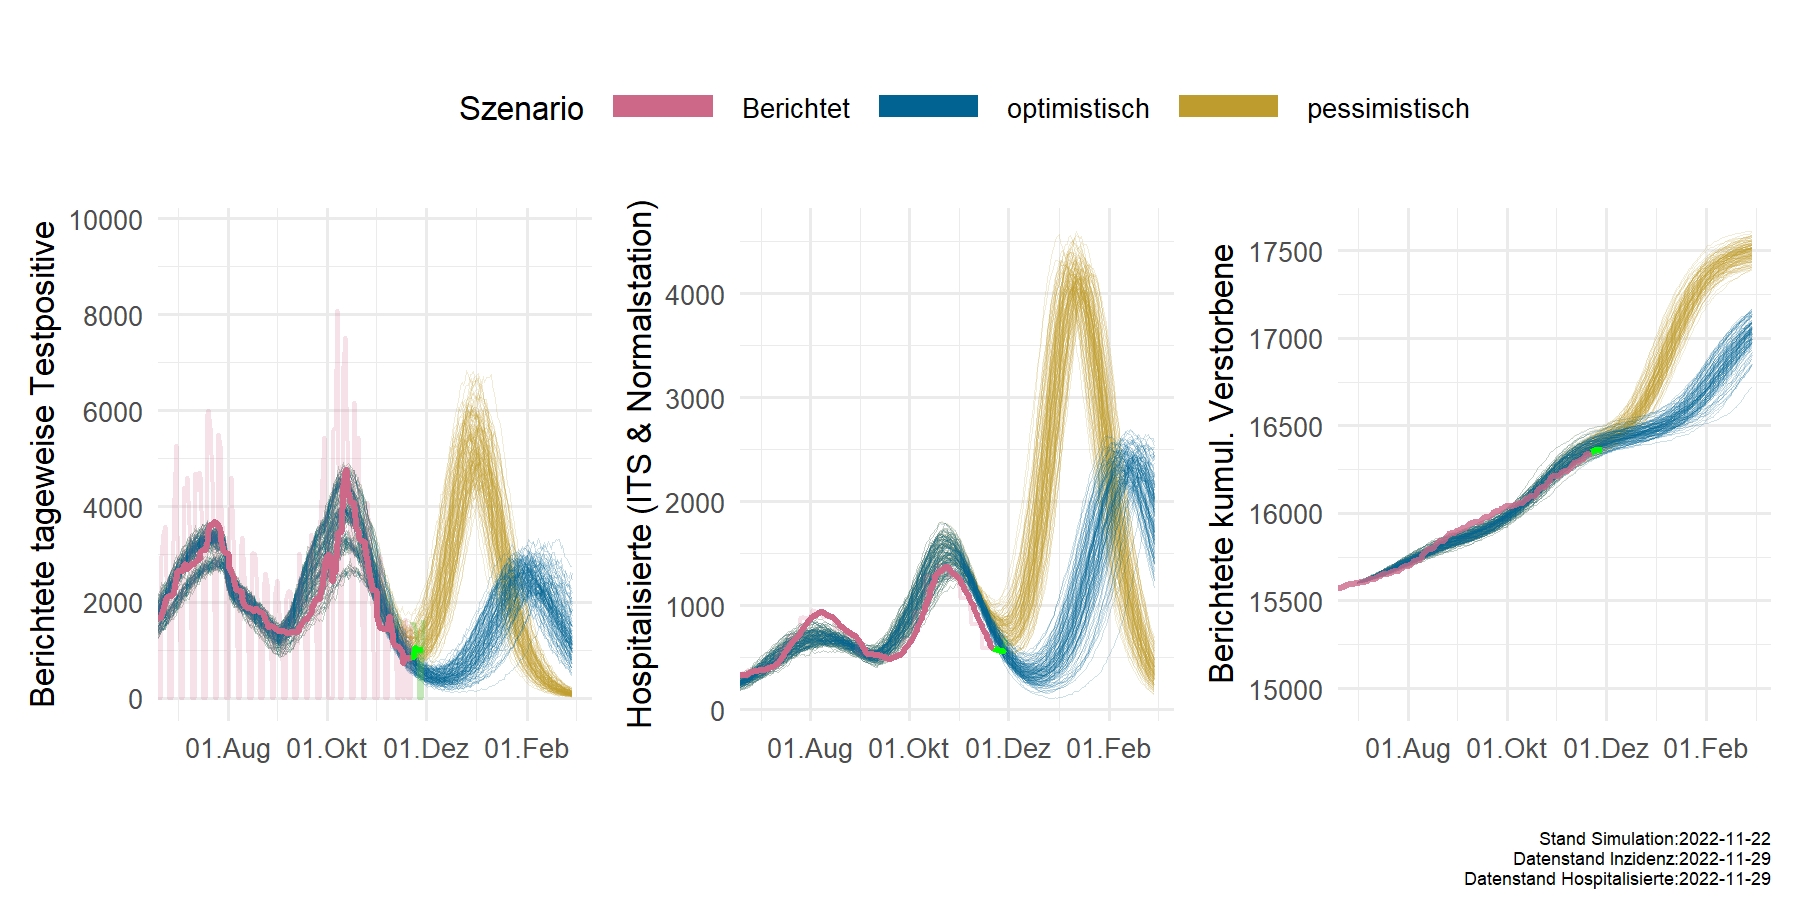 Szenario Berichtet optimistisch pessimistisch
Berichtete tageweise Testpositive
10000
8000
6000
4000
2000
0
01.Aug 01.Okt 01.Dez 01.Feb
Hospitalisierte (ITS & Normalstation)
4000
3000
2000
1000
0
01.Aug 01.Okt 01.Dez 01.Feb
Berichtete kumul. Verstorbene
17500
17000
16500
16000
15500
15000
01.Aug 01.Okt 01.Dez 01.Feb
Stand Simulation:2022-11-22
Datenstand Inzidenz:2022-11-29
Datenstand Hospitalisierte:2022-11-29